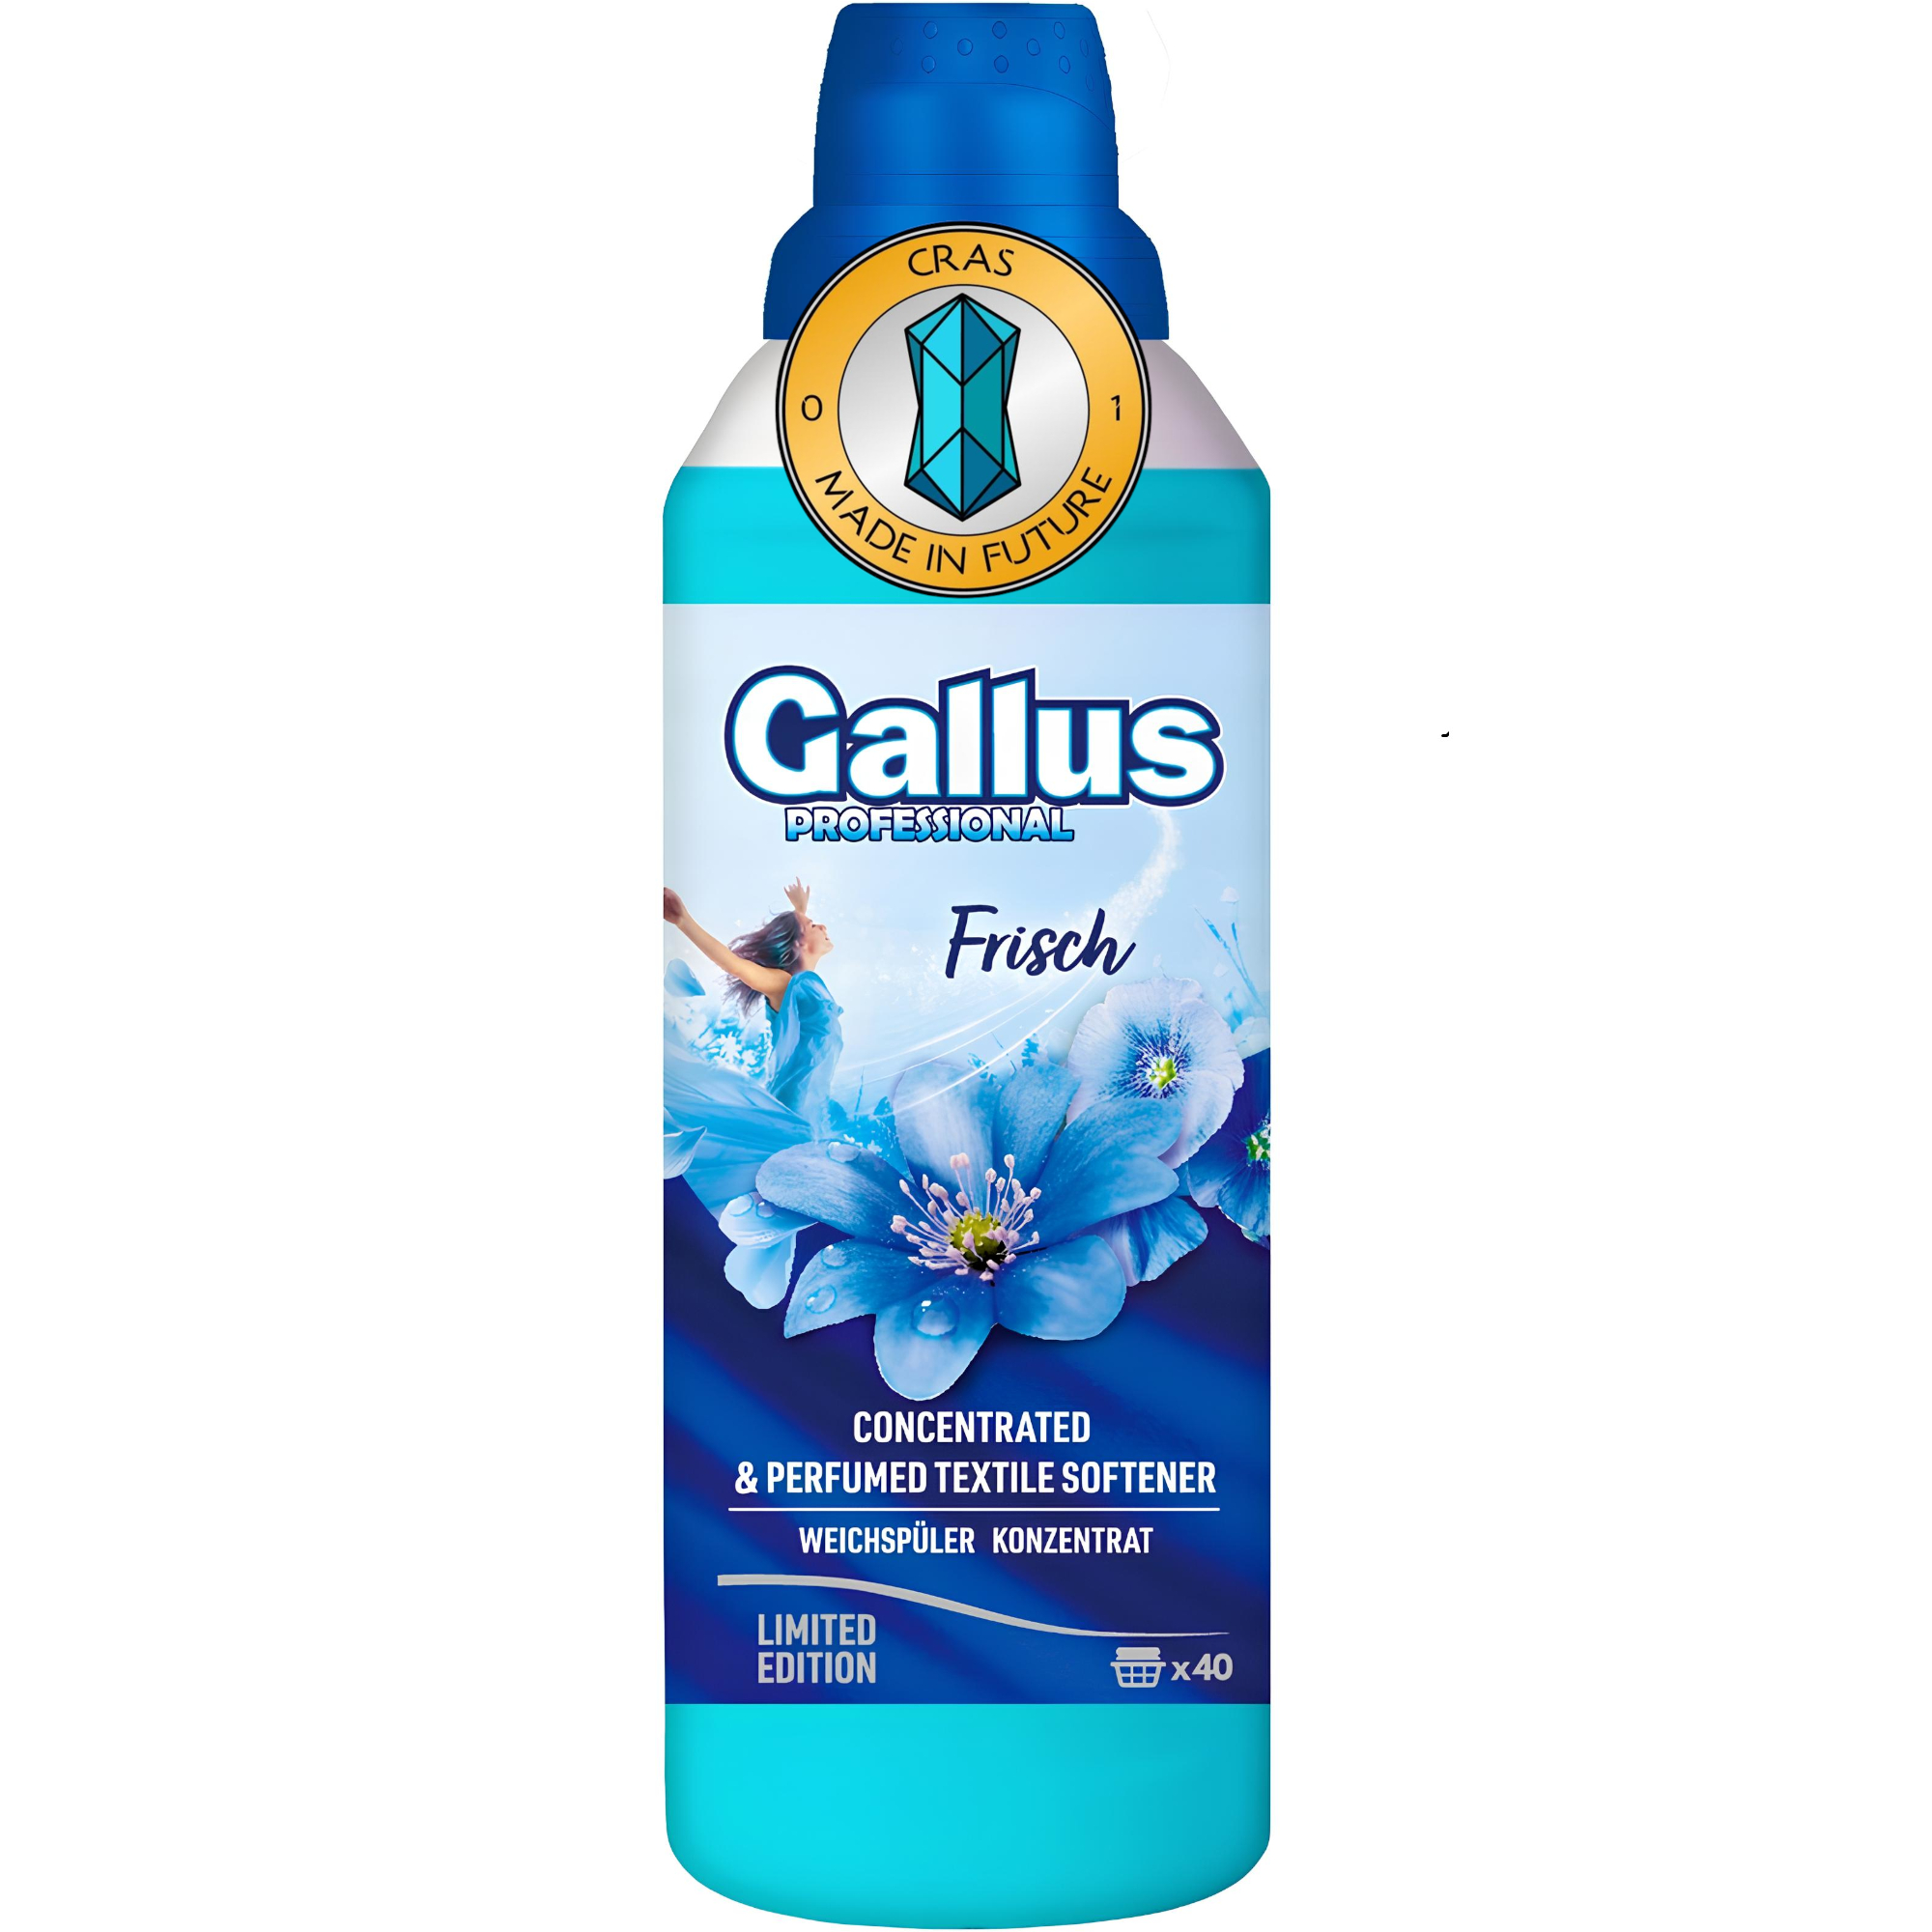 CRAS
0 1
MADE IN FUTURE
Gallus
PROFESSIONAL
Frisch
CONCENTRATED
& PERFUMED TEXTILE SOFTENER
WEICHSPÜLER KONZENTRAT
LIMITED
EDITION
x40